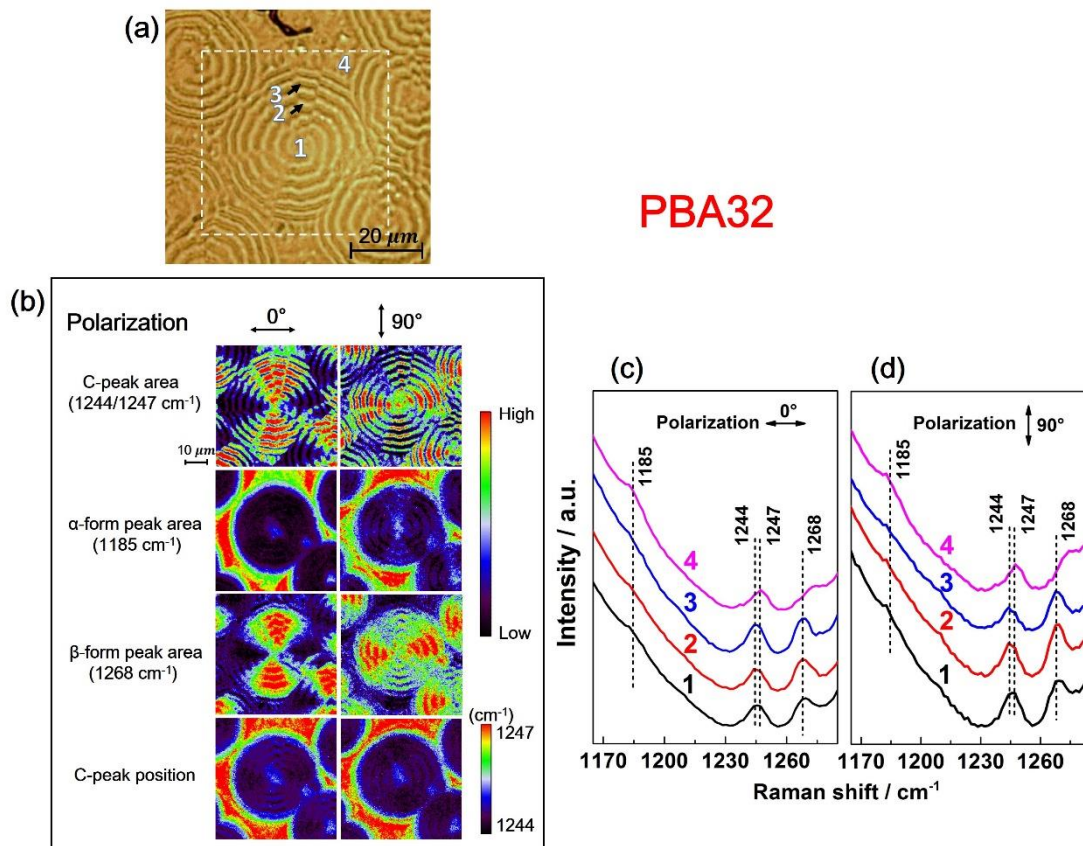 (a)
4
3
2
1
20 μm
PBA32
(b)
Polarization
0°
90°
C-peak area
(1244/1247 cm⁻¹)
10 μm
α-form peak area
(1185 cm⁻¹)
β-form peak area
(1268 cm⁻¹)
C-peak position
High
Low
(cm⁻¹)
1247
1244
(c)
Polarization 0°
1185
1244
1247
1268
4
3
2
1
1170 1200 1230 1260
(d)
Polarization 90°
1185
1244
1247
1268
4
3
2
1
1170 1200 1230 1260
Intensity / a.u.
Raman shift / cm⁻¹